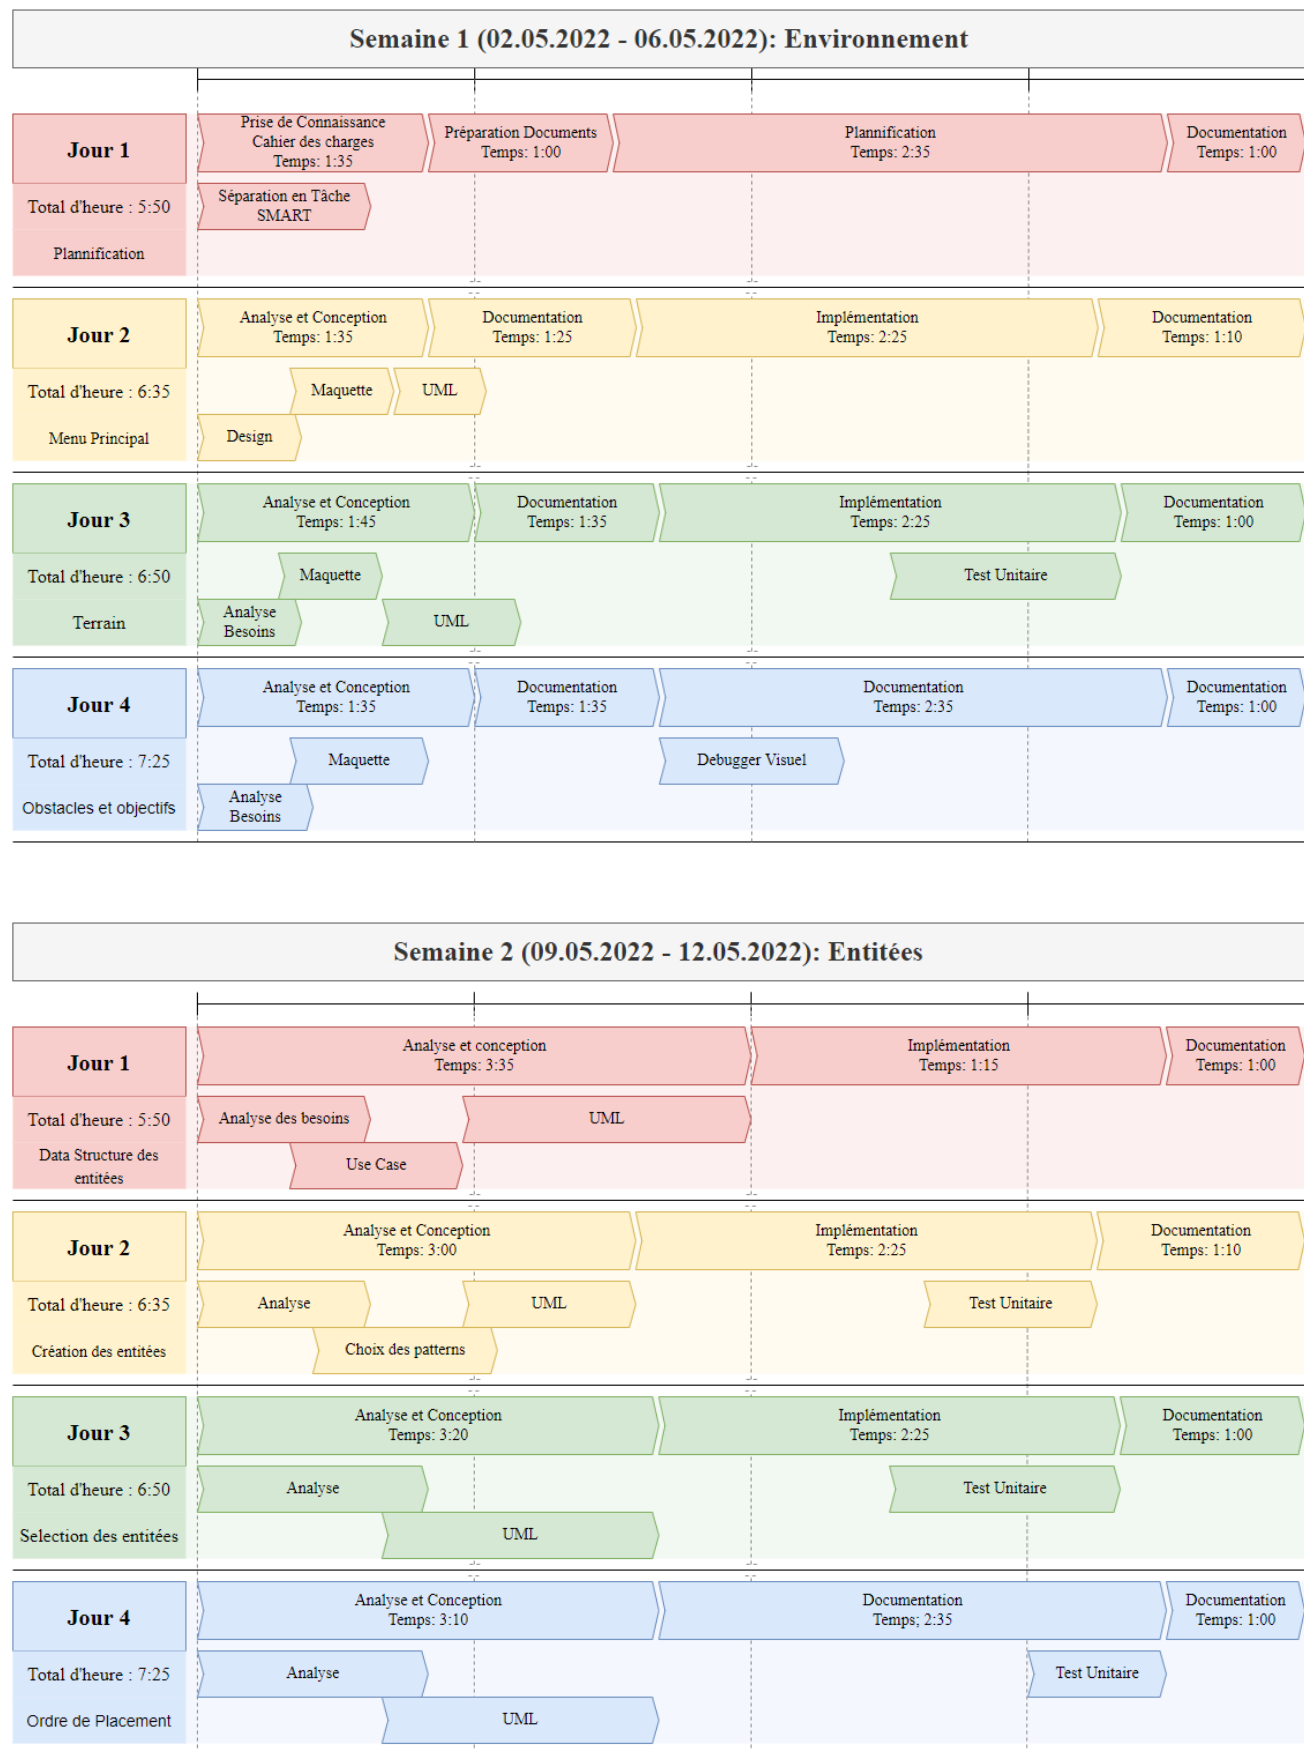 Semaine 1 (02.05.2022 - 06.05.2022): Environnement
Jour 1
Prise de Connaissance
Cahier des charges
Temps: 1:35
Préparation Documents
Temps: 1:00
Plannification
Temps: 2:35
Documentation
Temps: 1:00
Total d'heure : 5:50
Séparation en Tâche
SMART
Plannification
Jour 2
Analyse et Conception
Temps: 1:35
Documentation
Temps: 1:25
Implémentation
Temps: 2:25
Documentation
Temps: 1:10
Total d'heure : 6:35
Maquette
UML
Menu Principal
Design
Jour 3
Analyse et Conception
Temps: 1:45
Documentation
Temps: 1:35
Implémentation
Temps: 2:25
Documentation
Temps: 1:00
Total d'heure : 6:50
Maquette
Test Unitaire
Terrain
Analyse
Besoins
UML
Jour 4
Analyse et Conception
Temps: 1:35
Documentation
Temps: 1:35
Documentation
Temps: 2:35
Documentation
Temps: 1:00
Total d'heure : 7:25
Maquette
Debugger Visuel
Obstacles et objectifs
Analyse
Besoins
Semaine 2 (09.05.2022 - 12.05.2022): Entitées
Jour 1
Analyse et conception
Temps: 3:35
Implémentation
Temps: 1:15
Documentation
Temps: 1:00
Total d'heure : 5:50
Analyse des besoins
UML
Data Structure des
entitées
Use Case
Jour 2
Analyse et Conception
Temps: 3:00
Implémentation
Temps: 2:25
Documentation
Temps: 1:10
Total d'heure : 6:35
Analyse
UML
Test Unitaire
Création des entitées
Choix des patterns
Jour 3
Analyse et Conception
Temps: 3:20
Implémentation
Temps: 2:25
Documentation
Temps: 1:00
Total d'heure : 6:50
Analyse
Test Unitaire
Selection des entitées
UML
Jour 4
Analyse et Conception
Temps: 3:10
Documentation
Temps; 2:35
Documentation
Temps: 1:00
Total d'heure : 7:25
Analyse
Test Unitaire
Ordre de Placement
UML